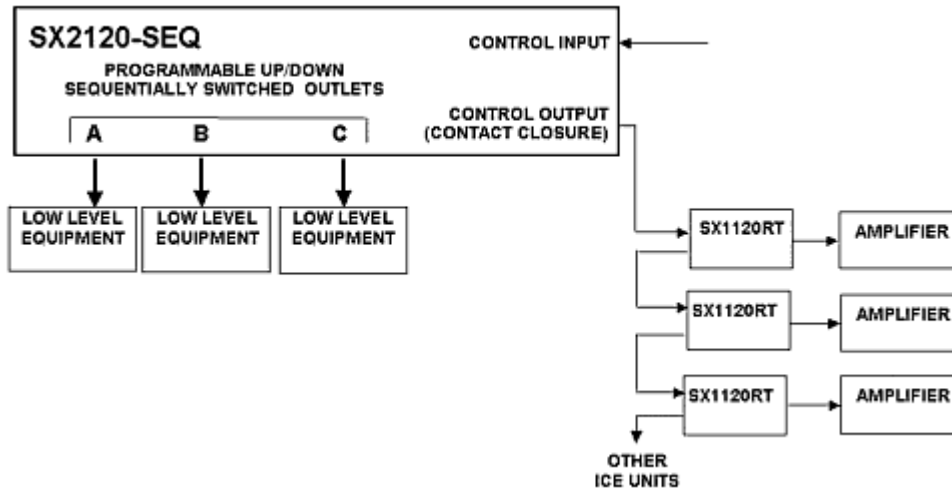 SX2120-SEQ
CONTROL INPUT
PROGRAMMABLE UP/DOWN
SEQUENTIALLY SWITCHED OUTLETS
CONTROL OUTPUT
(CONTACT CLOSURE)
A
B
C
LOW LEVEL
EQUIPMENT
LOW LEVEL
EQUIPMENT
LOW LEVEL
EQUIPMENT
SX1120RT
AMPLIFIER
SX1120RT
AMPLIFIER
SX1120RT
AMPLIFIER
OTHER
ICE UNITS